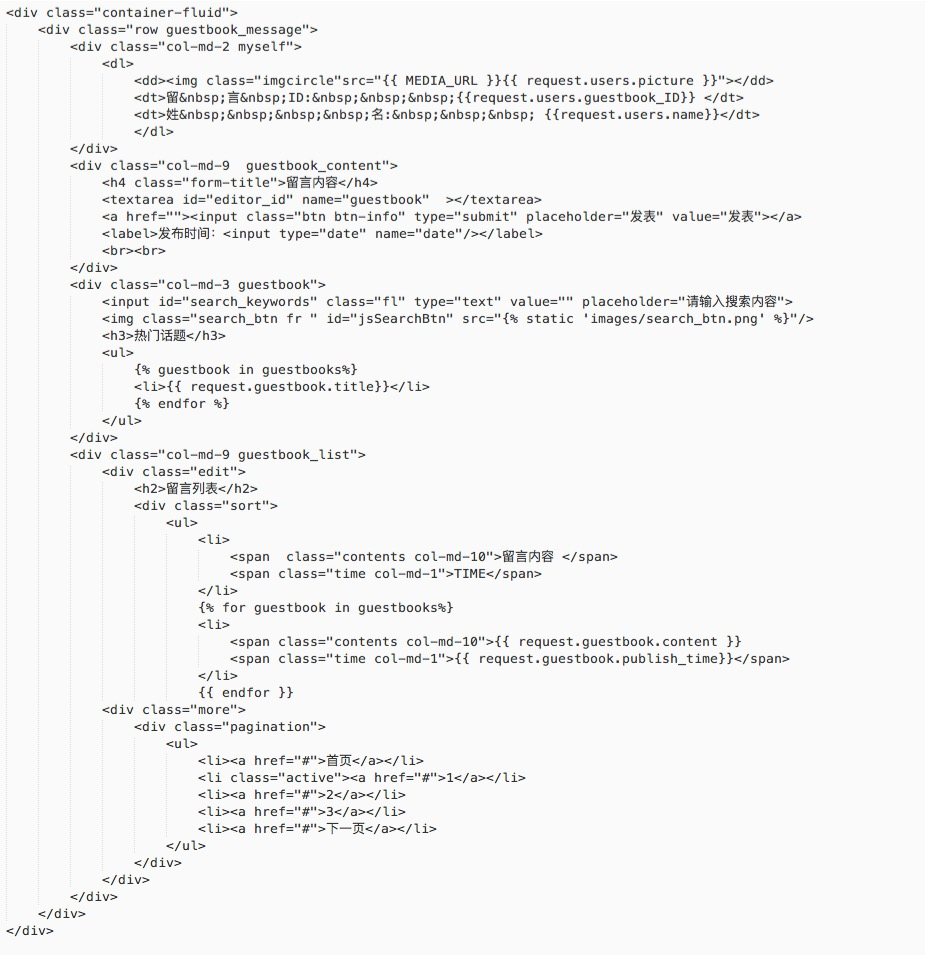 <div class="container-fluid">
    <div class="row guestbook_message">
        <div class="col-md-2 myself">
            <dl>
                <dd><img class="imgcircle"src="{{ MEDIA_URL }}{{ request.users.picture }}"></dd>
                <dt>留&nbsp;言&nbsp;ID:&nbsp;&nbsp;&nbsp;{{request.users.guestbook_ID}} </dt>
                <dt>姓&nbsp;&nbsp;&nbsp;&nbsp;名:&nbsp;&nbsp;&nbsp; {{request.users.name}}</dt>
                </dl>
        </div>
        <div class="col-md-9  guestbook_content">
            <h4 class="form-title">留言内容</h4>
            <textarea id="editor_id" name="guestbook"  ></textarea>
            <a href=""><input class="btn btn-info" type="submit" placeholder="发表" value="发表"></a>
            <label>发布时间：<input type="date" name="date"/></label>
            <br><br>
        </div>
        <div class="col-md-3 guestbook">
            <input id="search_keywords" class="fl" type="text" value="" placeholder="请输入搜索内容">
            <img class="search_btn fr " id="jsSearchBtn" src="{% static 'images/search_btn.png' %}"/>
            <h3>热门话题</h3>
            <ul>
                {% guestbook in guestbooks%}
                <li>{{ request.guestbook.title}}</li>
                {% endfor %}
            </ul>
        </div>
        <div class="col-md-9 guestbook_list">
            <div class="edit">
                <h2>留言列表</h2>
                <div class="sort">
                    <ul>
                        <li>
                            <span  class="contents col-md-10">留言内容 </span>
                            <span class="time col-md-1">TIME</span>
                        </li>
                        {% for guestbook in guestbooks%}
                        <li>
                            <span class="contents col-md-10">{{ request.guestbook.content }}
                            <span class="time col-md-1">{{ request.guestbook.publish_time}}</span>
                        </li>
                        {{ endfor }}
            <div class="more">
                <div class="pagination">
                    <ul>
                        <li><a href="#">首页</a></li>
                        <li class="active"><a href="#">1</a></li>
                        <li><a href="#">2</a></li>
                        <li><a href="#">3</a></li>
                        <li><a href="#">下一页</a></li>
                    </ul>
                </div>
            </div>
        </div>
    </div>
</div>